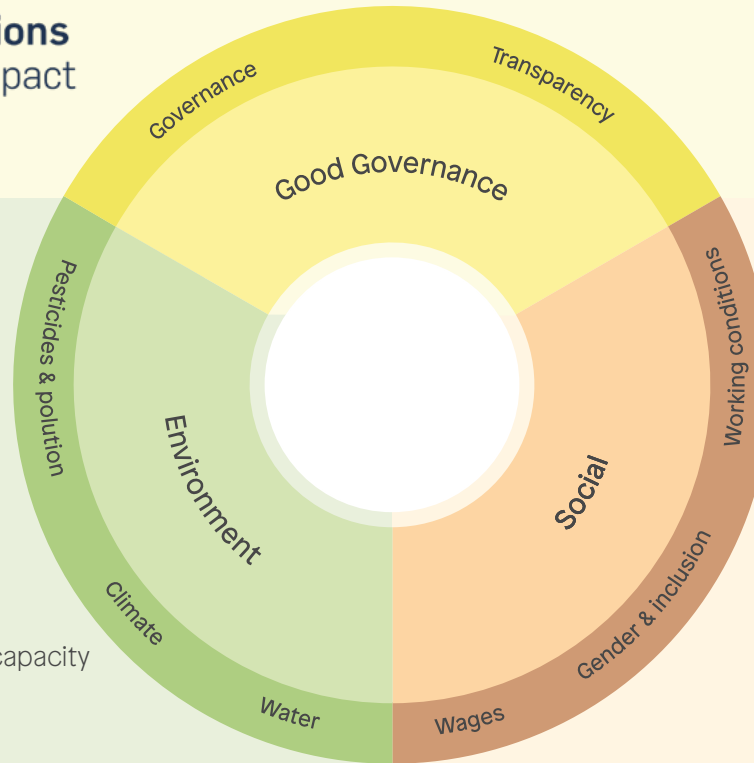 ions
pact
Governance
Transparency
Good Governance
Pesticides & polution
Working conditions
Environment
Social
Climate
Gender & inclusion
capacity
Water
Wages